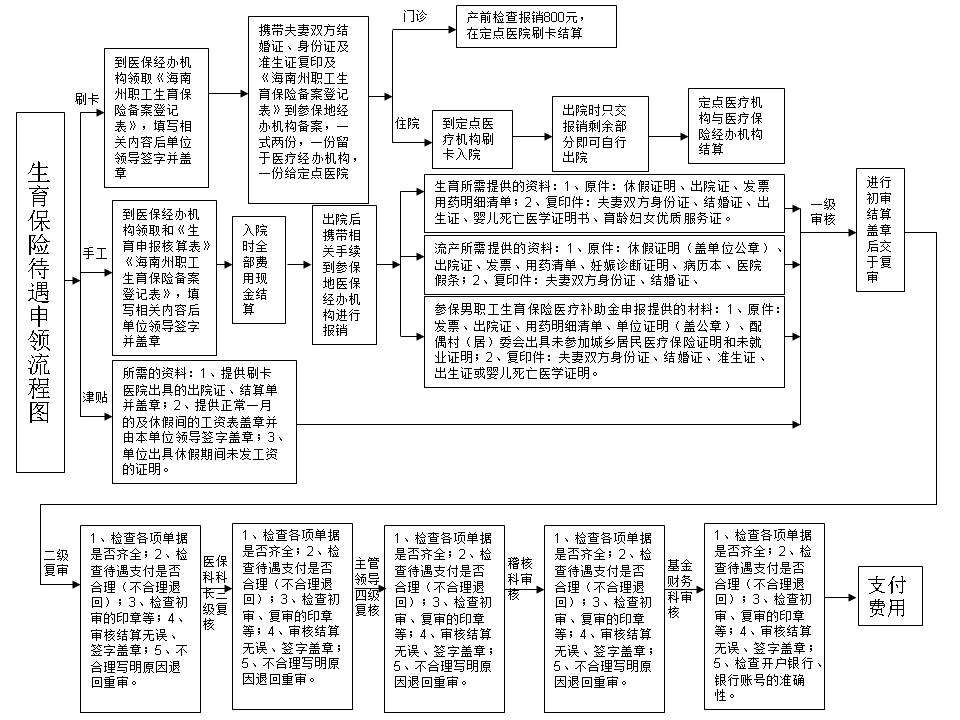 生育保险待遇申领流程图
刷卡
到医保经办机
构领取《海南
州职工生育保
险备案登记
表》，填写相
关内容后单位
领导签字并盖
章
携带夫妻双方结
婚证、身份证及
准生证复印及
《海南州职工生
育保险备案登记
表》到参保地经
办机构备案，一
式两份，一份留
于医疗经办机构，
一份给定点医院
门诊
产前检查报销800元，
在定点医院刷卡结算
住院
到定点医
疗机构刷
卡入院
出院时只交
报销剩余部
分即可自行
出院
定点医疗机
构与医疗保
险经办机构
结算
手工
到医保经办机
构领取和《生
育申报核算表》
《海南州职工
生育保险备案
登记表》，填
写相关内容后
单位领导签字
并盖章
入院
时全
部费
用现
金结
算
出院后
携带相
关手续
到参保
地医保
经办机
构进行
报销
生育所需提供的资料：1、原件：休假证明、出院证、发票
用药明细清单；2、复印件：夫妻双方身份证、结婚证、出
生证、婴儿死亡医学证明书、育龄妇女优质服务证。
流产所需提供的资料：1、原件：休假证明（盖单位公章）、
出院证、发票、用药清单、妊娠诊断证明、病历本、医院
假条；2、复印件：夫妻双方身份证、结婚证、
参保男职工生育保险医疗补助金申报提供的材料：1、原件：
发票、出院证、用药明细清单、单位证明（盖公章）、配
偶村（居）委会出具未参加城乡居民医疗保险证明和未就
业证明；2、复印件：夫妻双方身份证、结婚证、准生证、
出生证或婴儿死亡医学证明。
一级
审核
进行
初审
结算
盖章
后交
于复
审
津贴
所需的资料：1、提供刷卡
医院出具的出院证、结算单
并盖章；2、提供正常一月
的及休假间的工资表盖章并
由本单位领导签字盖章；3、
单位出具休假期间未发工资
的证明。
二级
复审
1、检查各项单据
是否齐全；2、检
查待遇支付是否
合理（不合理退
回）；3、检查初
审的印章等；4、
审核结算无误、
签字盖章；5、不
合理写明原因退
回重审。
医保
科科
长三
级复
核
1、检查各项单据
是否齐全；2、检
查待遇支付是否
合理（不合理退
回）；3、检查初
审、复审的印章
等；4、审核结算
无误、签字盖章；
5、不合理写明原
因退回重审。
主管
领导
四级
复核
1、检查各项单据
是否齐全；2、检
查待遇支付是否
合理（不合理退
回）；3、检查初
审、复审的印章
等；4、审核结算
无误、签字盖章；
5、不合理写明原
因退回重审。
稽核
科审
核
1、检查各项单据
是否齐全；2、检
查待遇支付是否
合理（不合理退
回）；3、检查初
审、复审的印章
等；4、审核结算
无误、签字盖章；
5、不合理写明原
因退回重审。
基金
财务
科审
核
1、检查各项单据
是否齐全；2、检
查待遇支付是否
合理（不合理退
回）；3、检查初
审、复审的印章
等；4、审核结算
无误、签字盖章；
5、检查开户银行、
银行账号的准确
性。
支付
费用